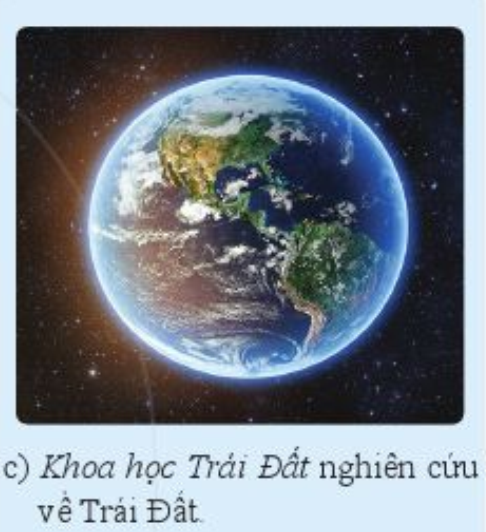 c) Khoa học Trái Đất nghiên cứu
về Trái Đất.